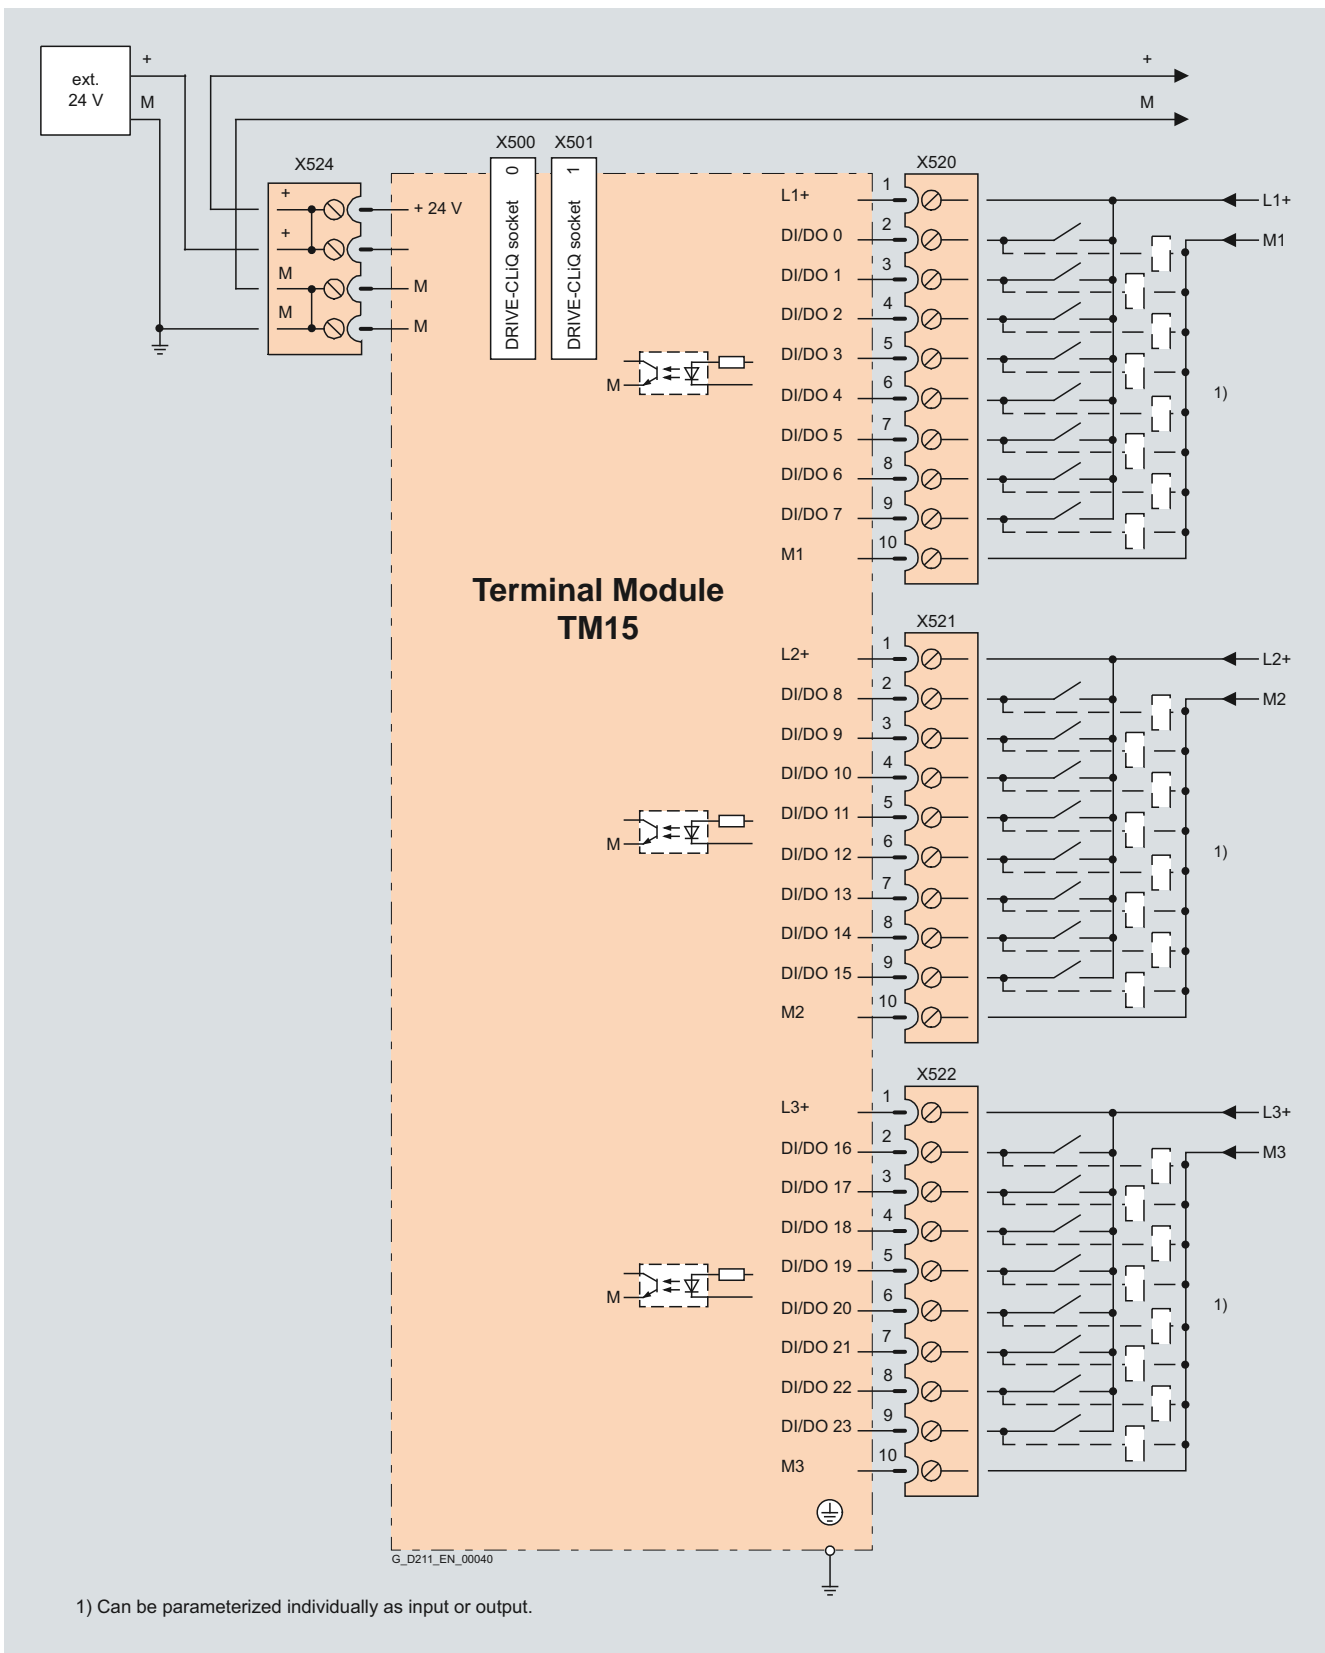 ext.
24 V
+
M
+
M
X524
+
+
M
M
+ 24 V
M
M
X500
X501
DRIVE-CLiQ socket 0
DRIVE-CLiQ socket 1
X520
L1+ 1
DI/DO 0 2
DI/DO 1 3
DI/DO 2 4
DI/DO 3 5
DI/DO 4 6
DI/DO 5 7
DI/DO 6 8
DI/DO 7 9
M1 10
L1+
M1
1)
M
Terminal Module
TM15
X521
L2+ 1
DI/DO 8 2
DI/DO 9 3
DI/DO 10 4
DI/DO 11 5
DI/DO 12 6
DI/DO 13 7
DI/DO 14 8
DI/DO 15 9
M2 10
L2+
M2
1)
M
X522
L3+ 1
DI/DO 16 2
DI/DO 17 3
DI/DO 18 4
DI/DO 19 5
DI/DO 20 6
DI/DO 21 7
DI/DO 22 8
DI/DO 23 9
M3 10
L3+
M3
1)
M
G_D211_EN_00040
1) Can be parameterized individually as input or output.